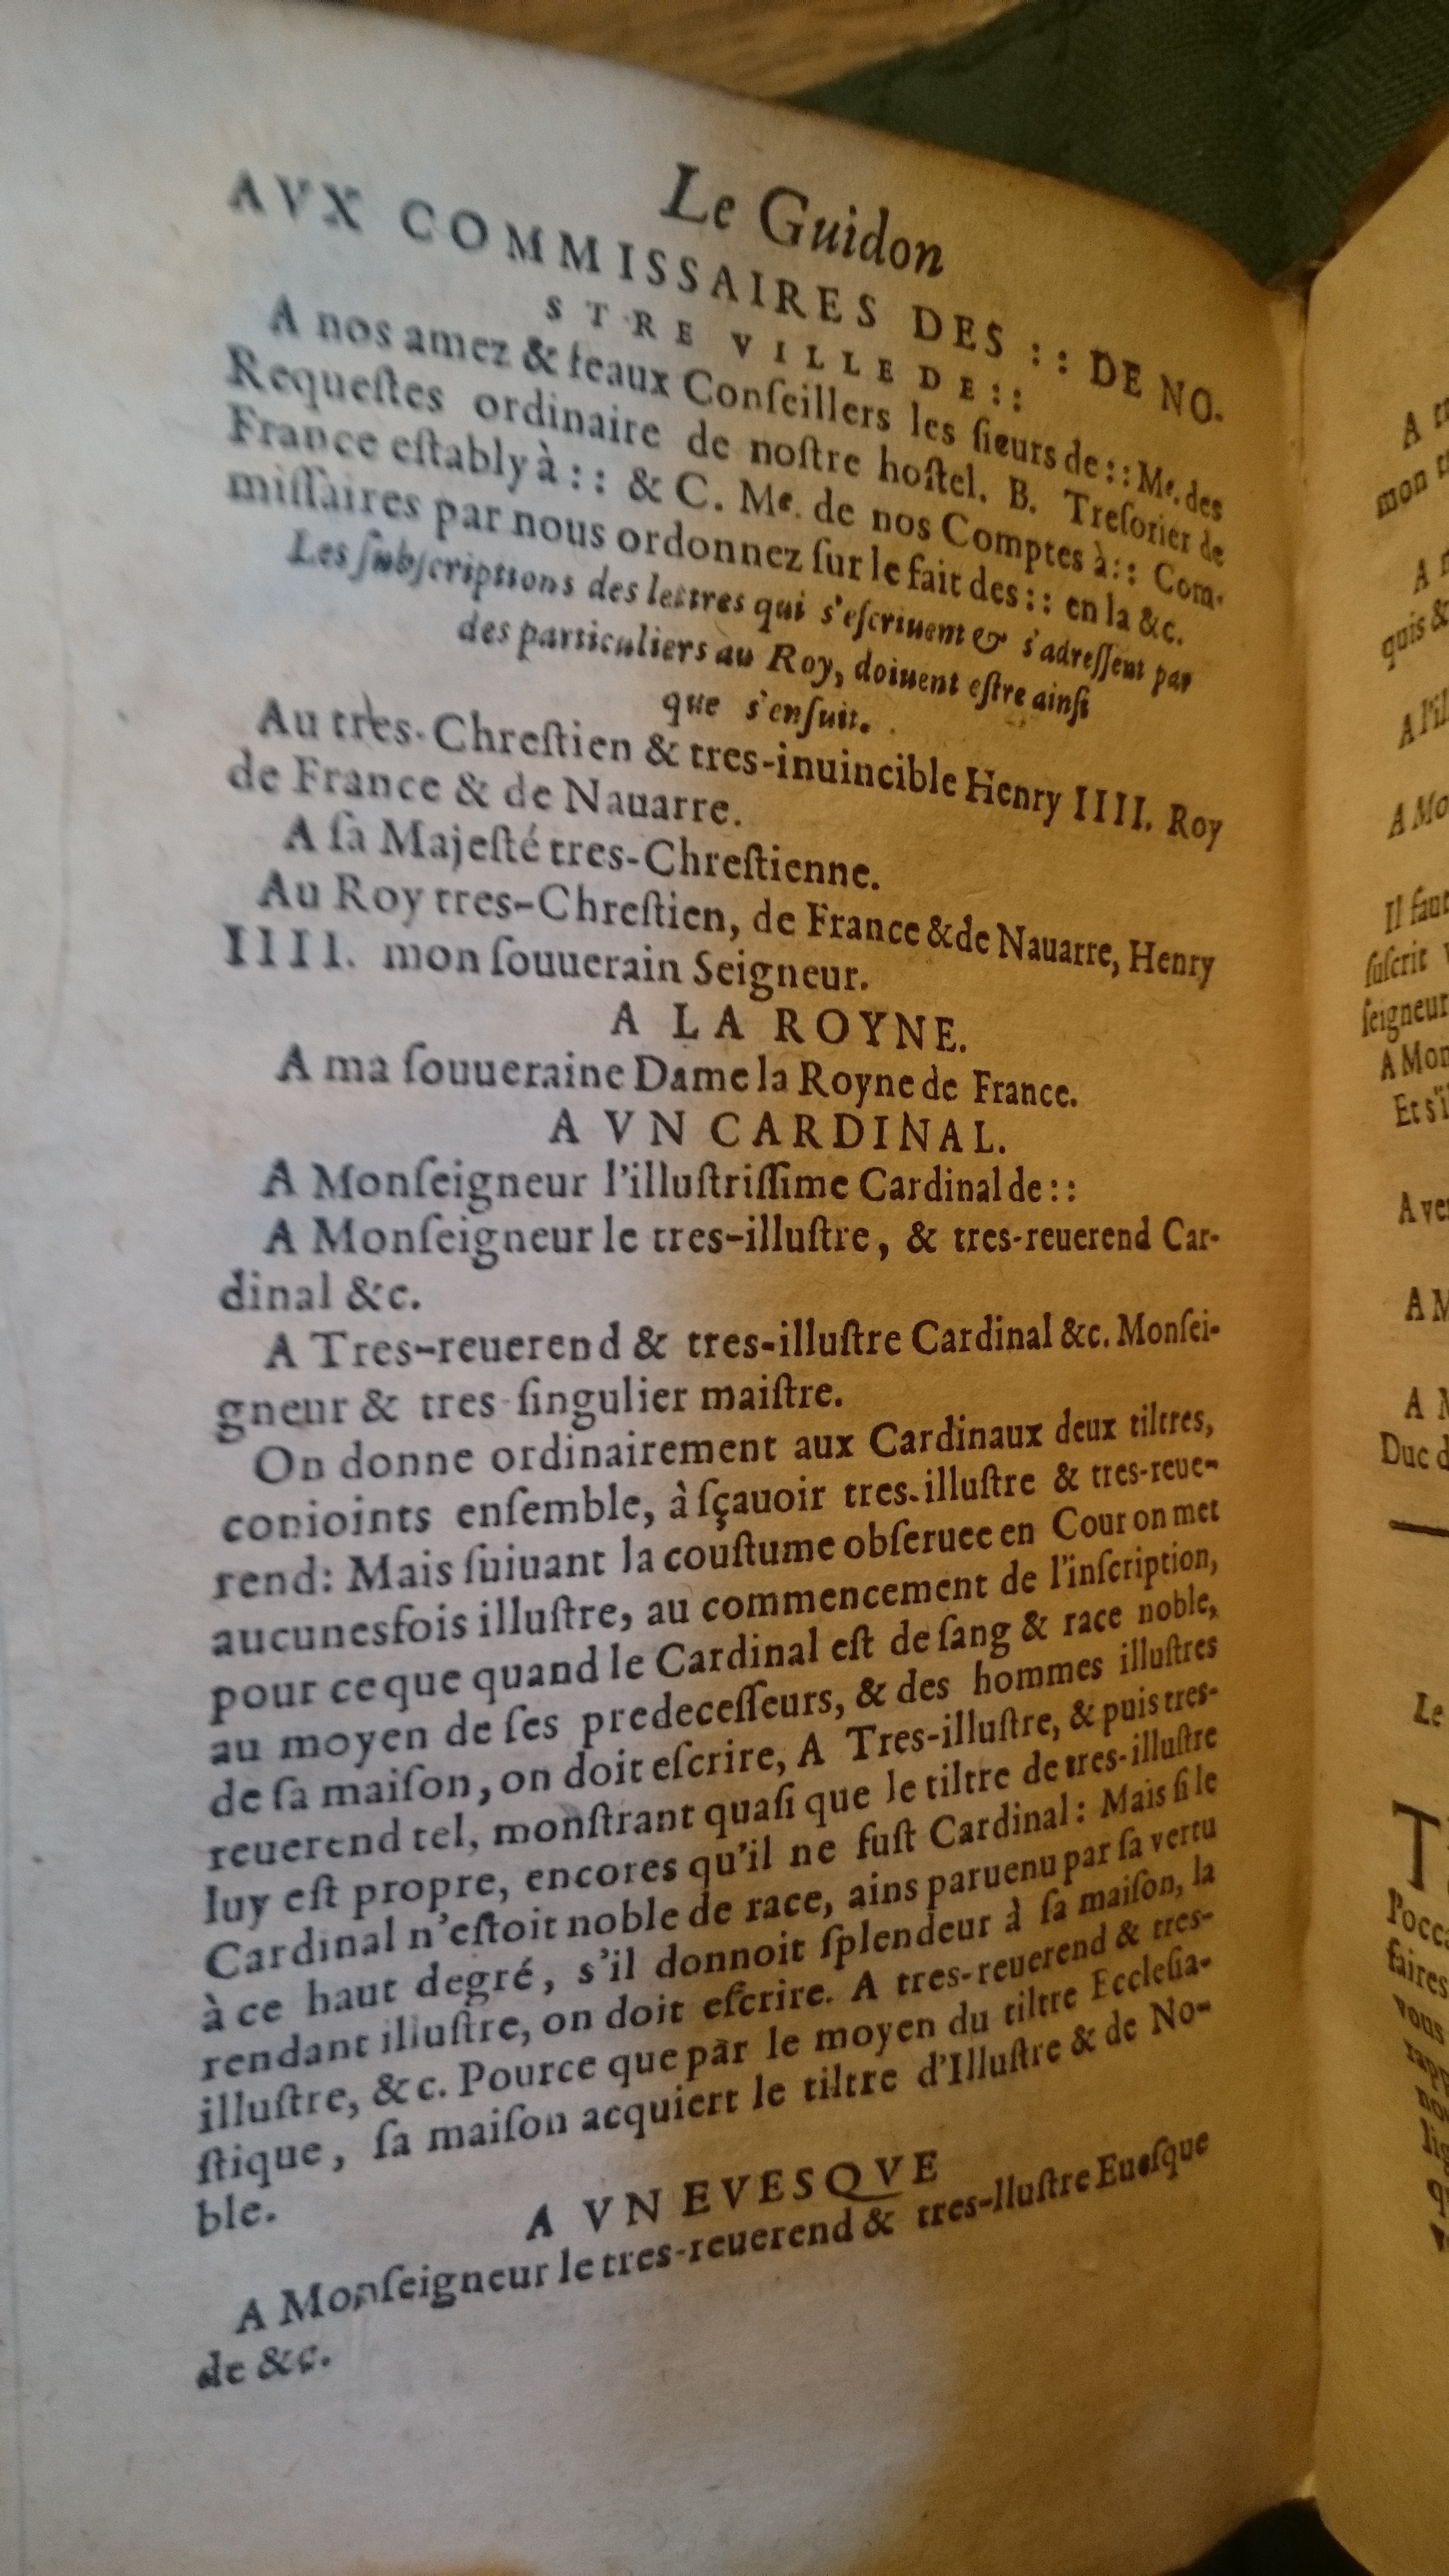 Le Guidon
AVX COMMISSAIRES DES :: DE NO.
STRE VILLE DE ::
A nos amez & feaux Conſeillers les ſieurs de :: Me. des
Requeſtes ordinaire de noſtre hoſtel. B. Treſorier de
France eſtably à :: & C. Me. de nos Comptes à :: Com-
miſſaires par nous ordonnez ſur le fait des :: en la &c.
Les ſubſcriptions des lettres qui s'eſcriuent & s'adreſſent par
des particuliers au Roy, doiuent eſtre ainſi
que s'enſuit.
Au tres-Chreſtien & tres-inuincible Henry IIII. Roy
de France & de Nauarre.
A ſa Majeſté tres-Chreſtienne.
Au Roy tres-Chreſtien, de France & de Nauarre, Henry
IIII. mon ſouuerain Seigneur.
A LA ROYNE.
A ma ſouueraine Dame la Royne de France.
A VN CARDINAL.
A Monſeigneur l'illuſtriſſime Cardinal de ::
A Monſeigneur le tres-illuſtre, & tres-reuerend Car-
dinal &c.
A Tres-reuerend & tres-illuſtre Cardinal &c. Monſei-
gneur & tres-ſingulier maiſtre.
On donne ordinairement aux Cardinaux deux tiltres,
conioints enſemble, à ſçauoir tres-illuſtre & tres-reue-
rend: Mais ſuiuant la couſtume obſeruee en Cour on met
aucunesfois illuſtre, au commencement de l'inſcription,
pour ce que quand le Cardinal eſt de ſang & race noble,
au moyen de ſes predeceſſeurs, & des hommes illuſtres
de ſa maiſon, on doit eſcrire, A Tres-illuſtre, & puis tres-
reuerend tel, monſtrant quaſi que le tiltre de tres-illuſtre
luy eſt propre, encores qu'il ne fuſt Cardinal: Mais ſi le
Cardinal n'eſtoit noble de race, ains paruenu par ſa vertu
à ce haut degré, s'il donnoit ſplendeur à ſa maiſon, la
rendant illuſtre, on doit eſcrire. A tres-reuerend & tres-
illuſtre, &c. Pource que par le moyen du tiltre Eccleſia-
ſtique, ſa maiſon acquiert le tiltre d'Illuſtre & de No-
ble.
A VN EVESQVE
A Monſeigneur le tres-reuerend & tres-lluſtre Eueſque
de &c.